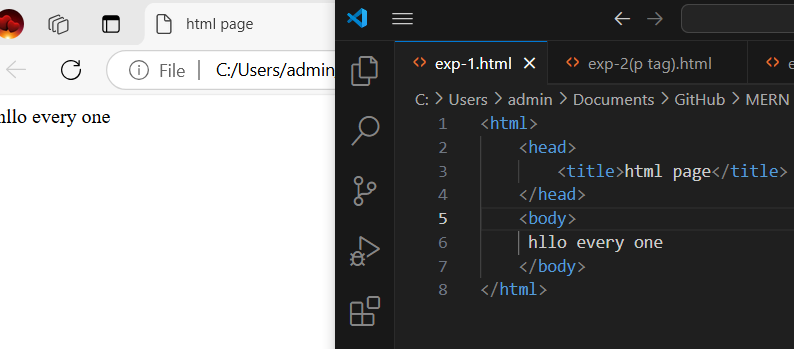 html page
File | C:/Users/admin
hllo every one
exp-1.html
exp-2(p tag).html
C: > Users > admin > Documents > GitHub > MERN
1 <html>
2 <head>
3 <title>html page</title>
4 </head>
5 <body>
6 hllo every one
7 </body>
8 </html>